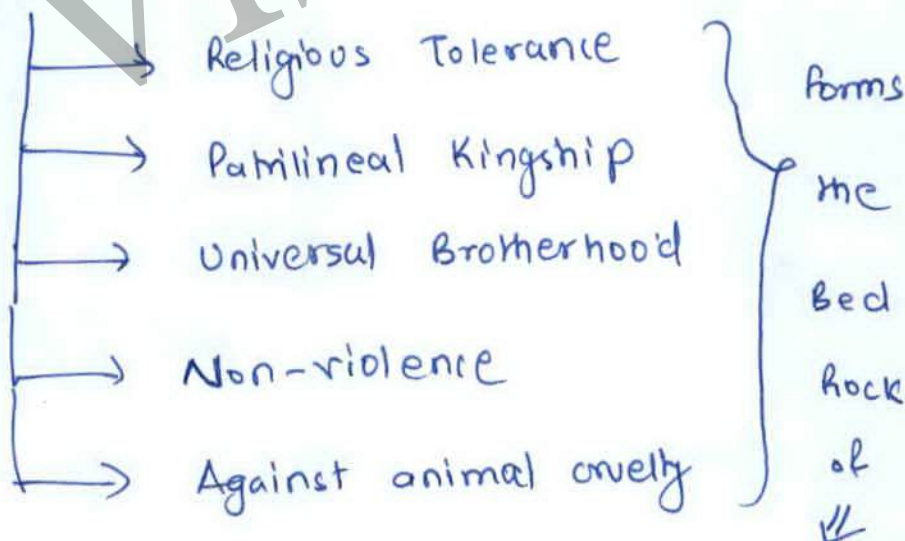 Religious Tolerance
Patrilineal Kingship
Universal Brotherhood
Non-violence
Against animal cruelty
forms
the
Bed
Rock
of